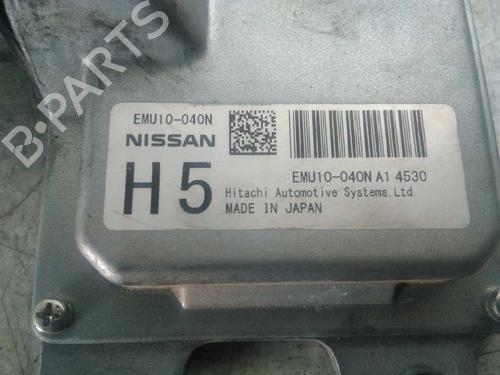 B-PARTS
EMU10-040N
NISSAN
H5
EMU10-040N A1 4530
Hitachi Automotive Systems,Ltd.
MADE IN JAPAN